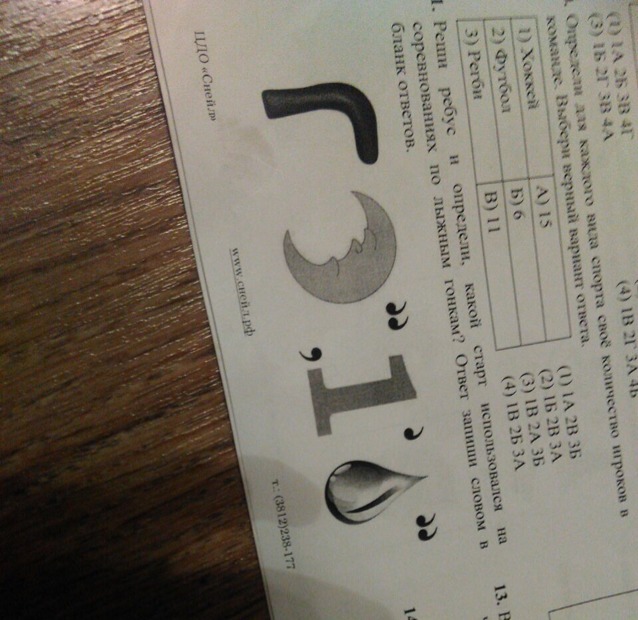 (1) 1А 2Б 3В 4Г
(3) 1Б 2Г 3В 4А
(4) 1В 2Г 3А 4Б
Определи для каждого вида спорта своё количество игроков в
команде. Выбери верный вариант ответа.
1) Хоккей А) 15
2) Футбол Б) 6
3) Регби В) 11
(1) 1А 2В 3Б
(2) 1Б 2В 3А
(3) 1В 2А 3Б
(4) 1В 2Б 3А
1. Реши ребус и определи, какой старт использовался на
соревнованиях по лыжным гонкам? Ответ запиши словом в
бланк ответов.
Г ,, , 1 , ,,
ЦДО «Снейл»
www.снейл.рф
т.: (3812)238-177
13.